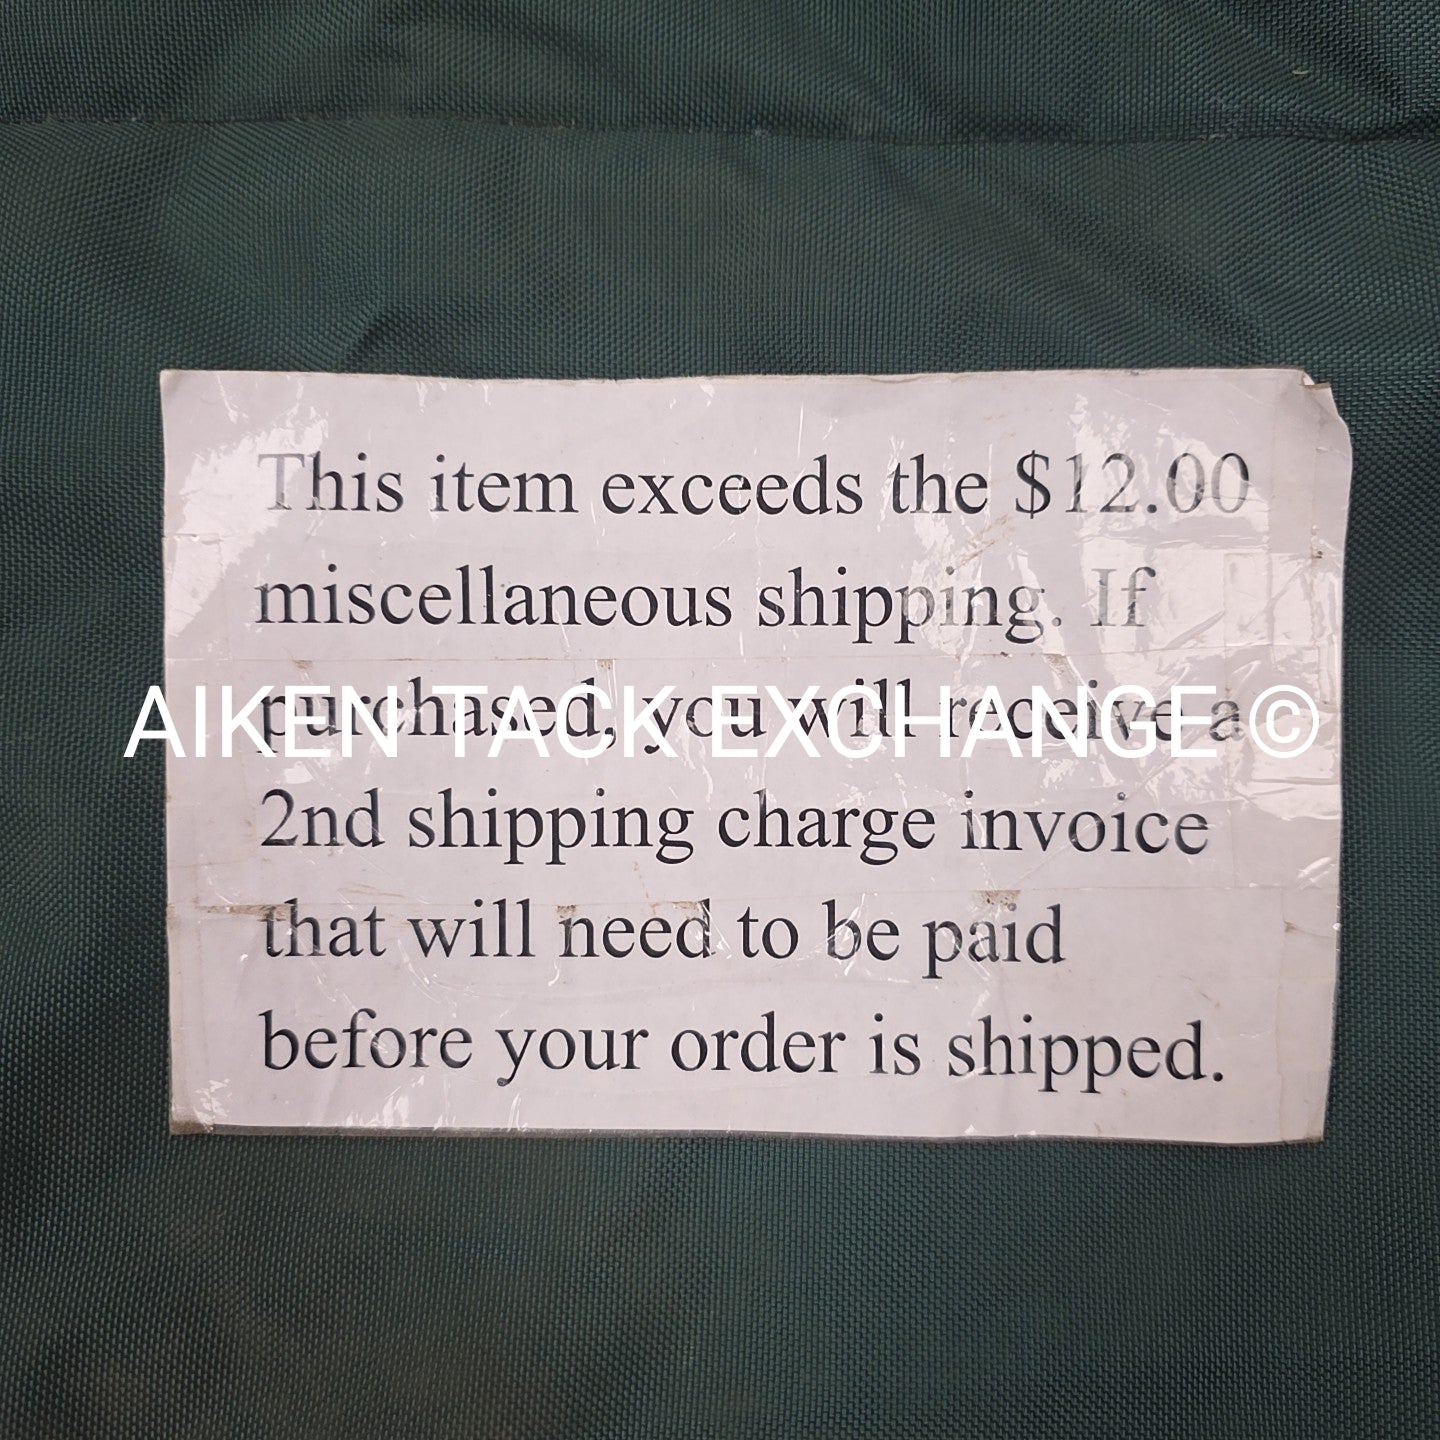 This item exceeds the $12.00
miscellaneous shipping. If
purchased, you will receive a
AIKEN TACK EXCHANGE ©
2nd shipping charge invoice
that will need to be paid
before your order is shipped.